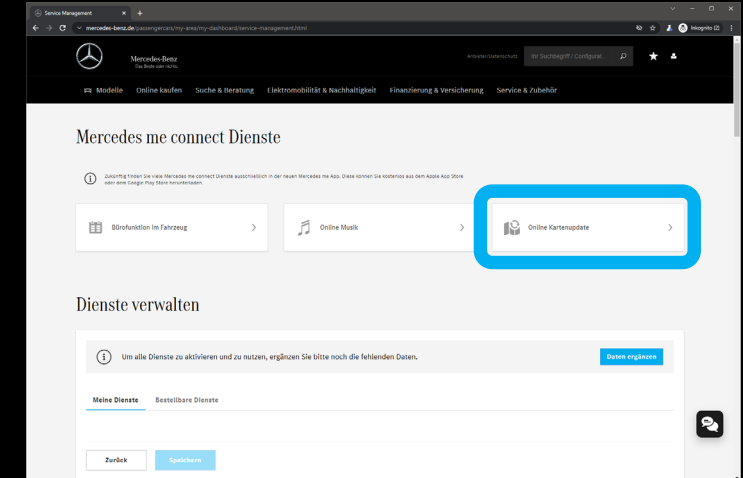 Service Management
mercedes-benz.de/passengercars/my-area/my-dashboard/service-management.html
Inkognito (2)
Mercedes-Benz
Das Beste oder nichts.
Anbieter/Datenschutz
Ihr Suchbegriff / Configurat...
Modelle Online kaufen Suche & Beratung Elektromobilität & Nachhaltigkeit Finanzierung & Versicherung Service & Zubehör
Mercedes me connect Dienste
Zukünftig finden Sie viele Mercedes me connect Dienste ausschließlich in der neuen Mercedes me App. Diese können Sie kostenlos aus dem Apple App Store
oder dem Google Play Store herunterladen.
Bürofunktion im Fahrzeug
Online Musik
Online Kartenupdate
Dienste verwalten
Um alle Dienste zu aktivieren und zu nutzen, ergänzen Sie bitte noch die fehlenden Daten.
Daten ergänzen
Meine Dienste Bestellbare Dienste
Zurück Speichern